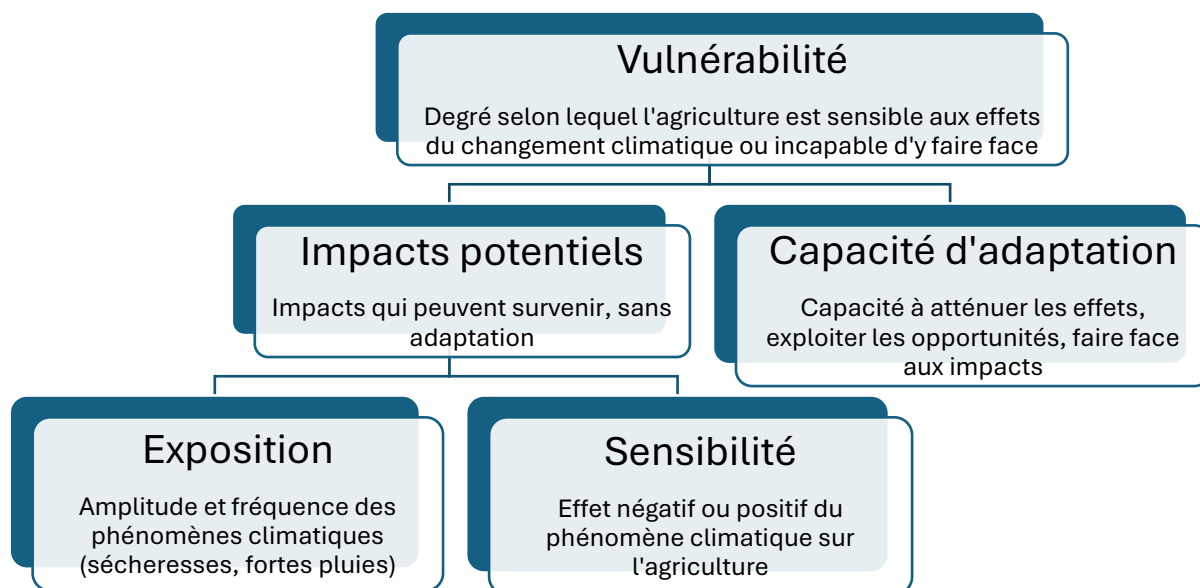 Vulnérabilité
Degré selon lequel l'agriculture est sensible aux effets
du changement climatique ou incapable d'y faire face
Impacts potentiels
Impacts qui peuvent survenir, sans
adaptation
Capacité d'adaptation
Capacité à atténuer les effets,
exploiter les opportunités, faire face
aux impacts
Exposition
Amplitude et fréquence des
phénomènes climatiques
(sécheresses, fortes pluies)
Sensibilité
Effet négatif ou positif du
phénomène climatique sur
l'agriculture